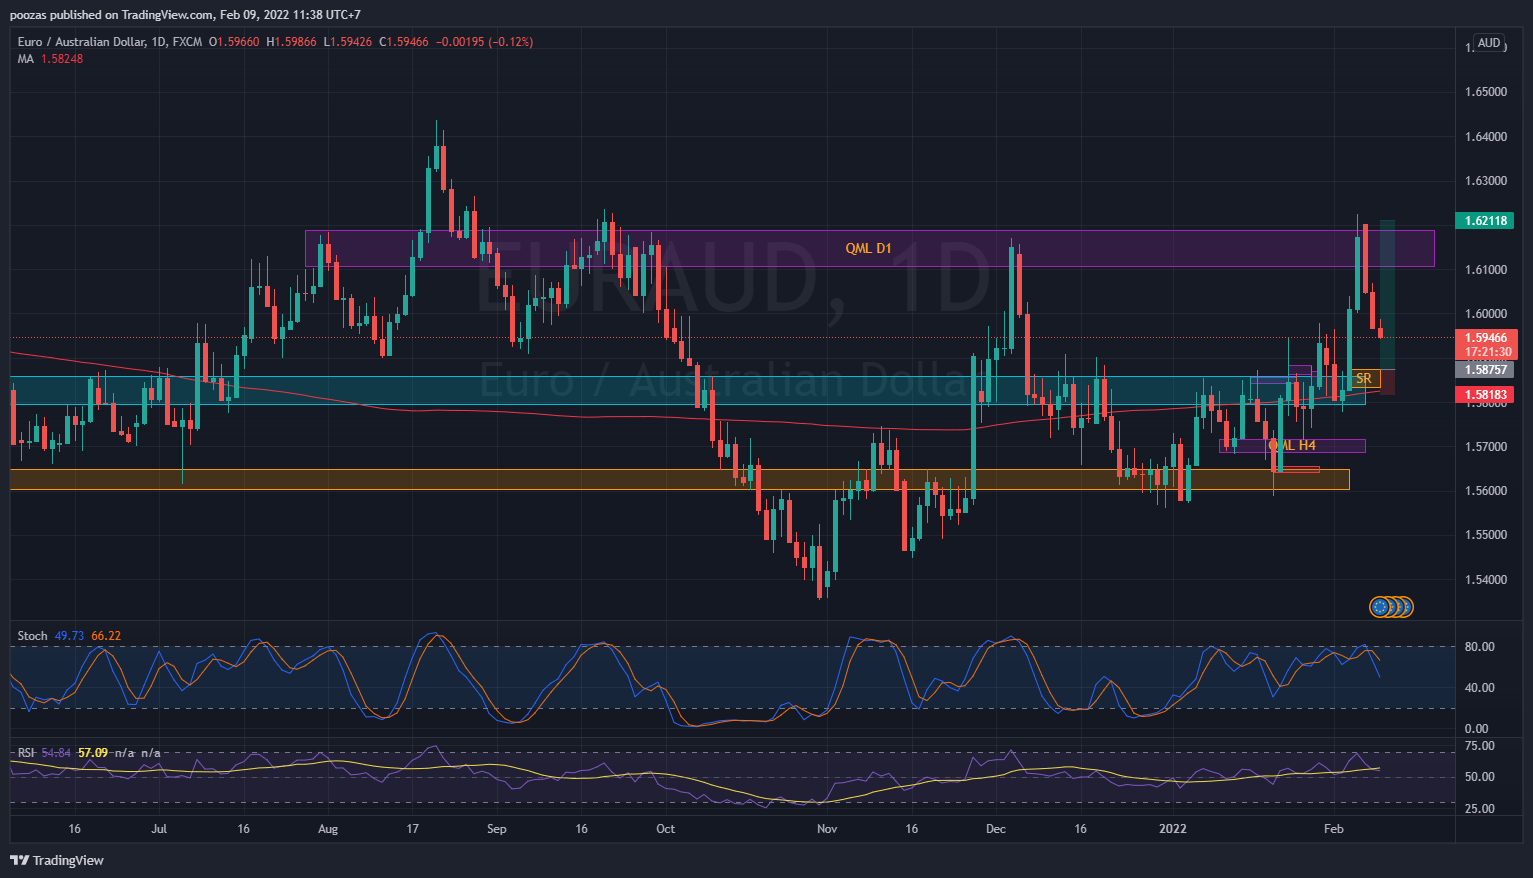 poozas published on TradingView.com, Feb 09, 2022 11:38 UTC+7
Euro / Australian Dollar, 1D, FXCM O1.59660 H1.59866 L1.59426 C1.59466 −0.00195 (−0.12%)
MA 1.58248
AUD
1.65000
1.64000
1.63000
1.62118
1.61000
1.60000
1.59466
17:21:30
1.58757
1.58183
1.58000
1.57000
1.56000
1.55000
1.54000
EURAUD, 1D
Euro / Australian Dollar
QML D1
SR
QML H4
Stoch 49.73 66.22
80.00
40.00
0.00
RSI 54.84 57.09 n/a n/a
75.00
50.00
25.00
16 Jul 16 Aug 17 Sep 16 Oct Nov 16 Dec 16 2022 Feb
TradingView